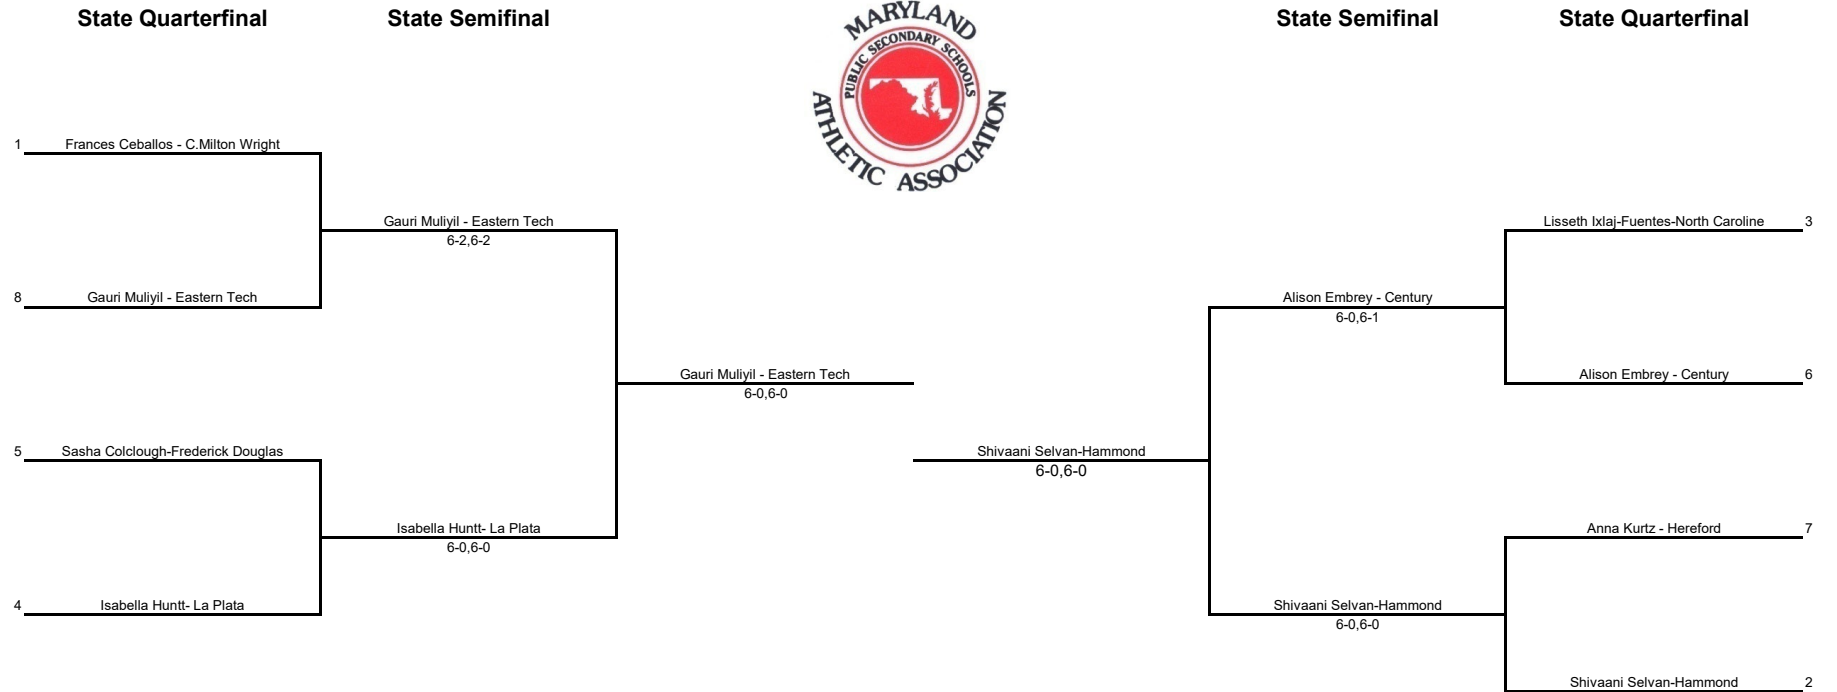 State Quarterfinal
State Semifinal
MARYLAND
PUBLIC SECONDARY SCHOOLS
ATHLETIC ASSOCIATION
State Semifinal
State Quarterfinal
1 Frances Ceballos - C.Milton Wright
Gauri Muliyil - Eastern Tech
6-2,6-2
Lisseth Ixlaj-Fuentes-North Caroline 3
8 Gauri Muliyil - Eastern Tech
Alison Embrey - Century
6-0,6-1
Gauri Muliyil - Eastern Tech
6-0,6-0
Alison Embrey - Century 6
5 Sasha Colclough-Frederick Douglas
Shivaani Selvan-Hammond
6-0,6-0
Isabella Huntt- La Plata
6-0,6-0
Anna Kurtz - Hereford 7
4 Isabella Huntt- La Plata
Shivaani Selvan-Hammond
6-0,6-0
Shivaani Selvan-Hammond 2